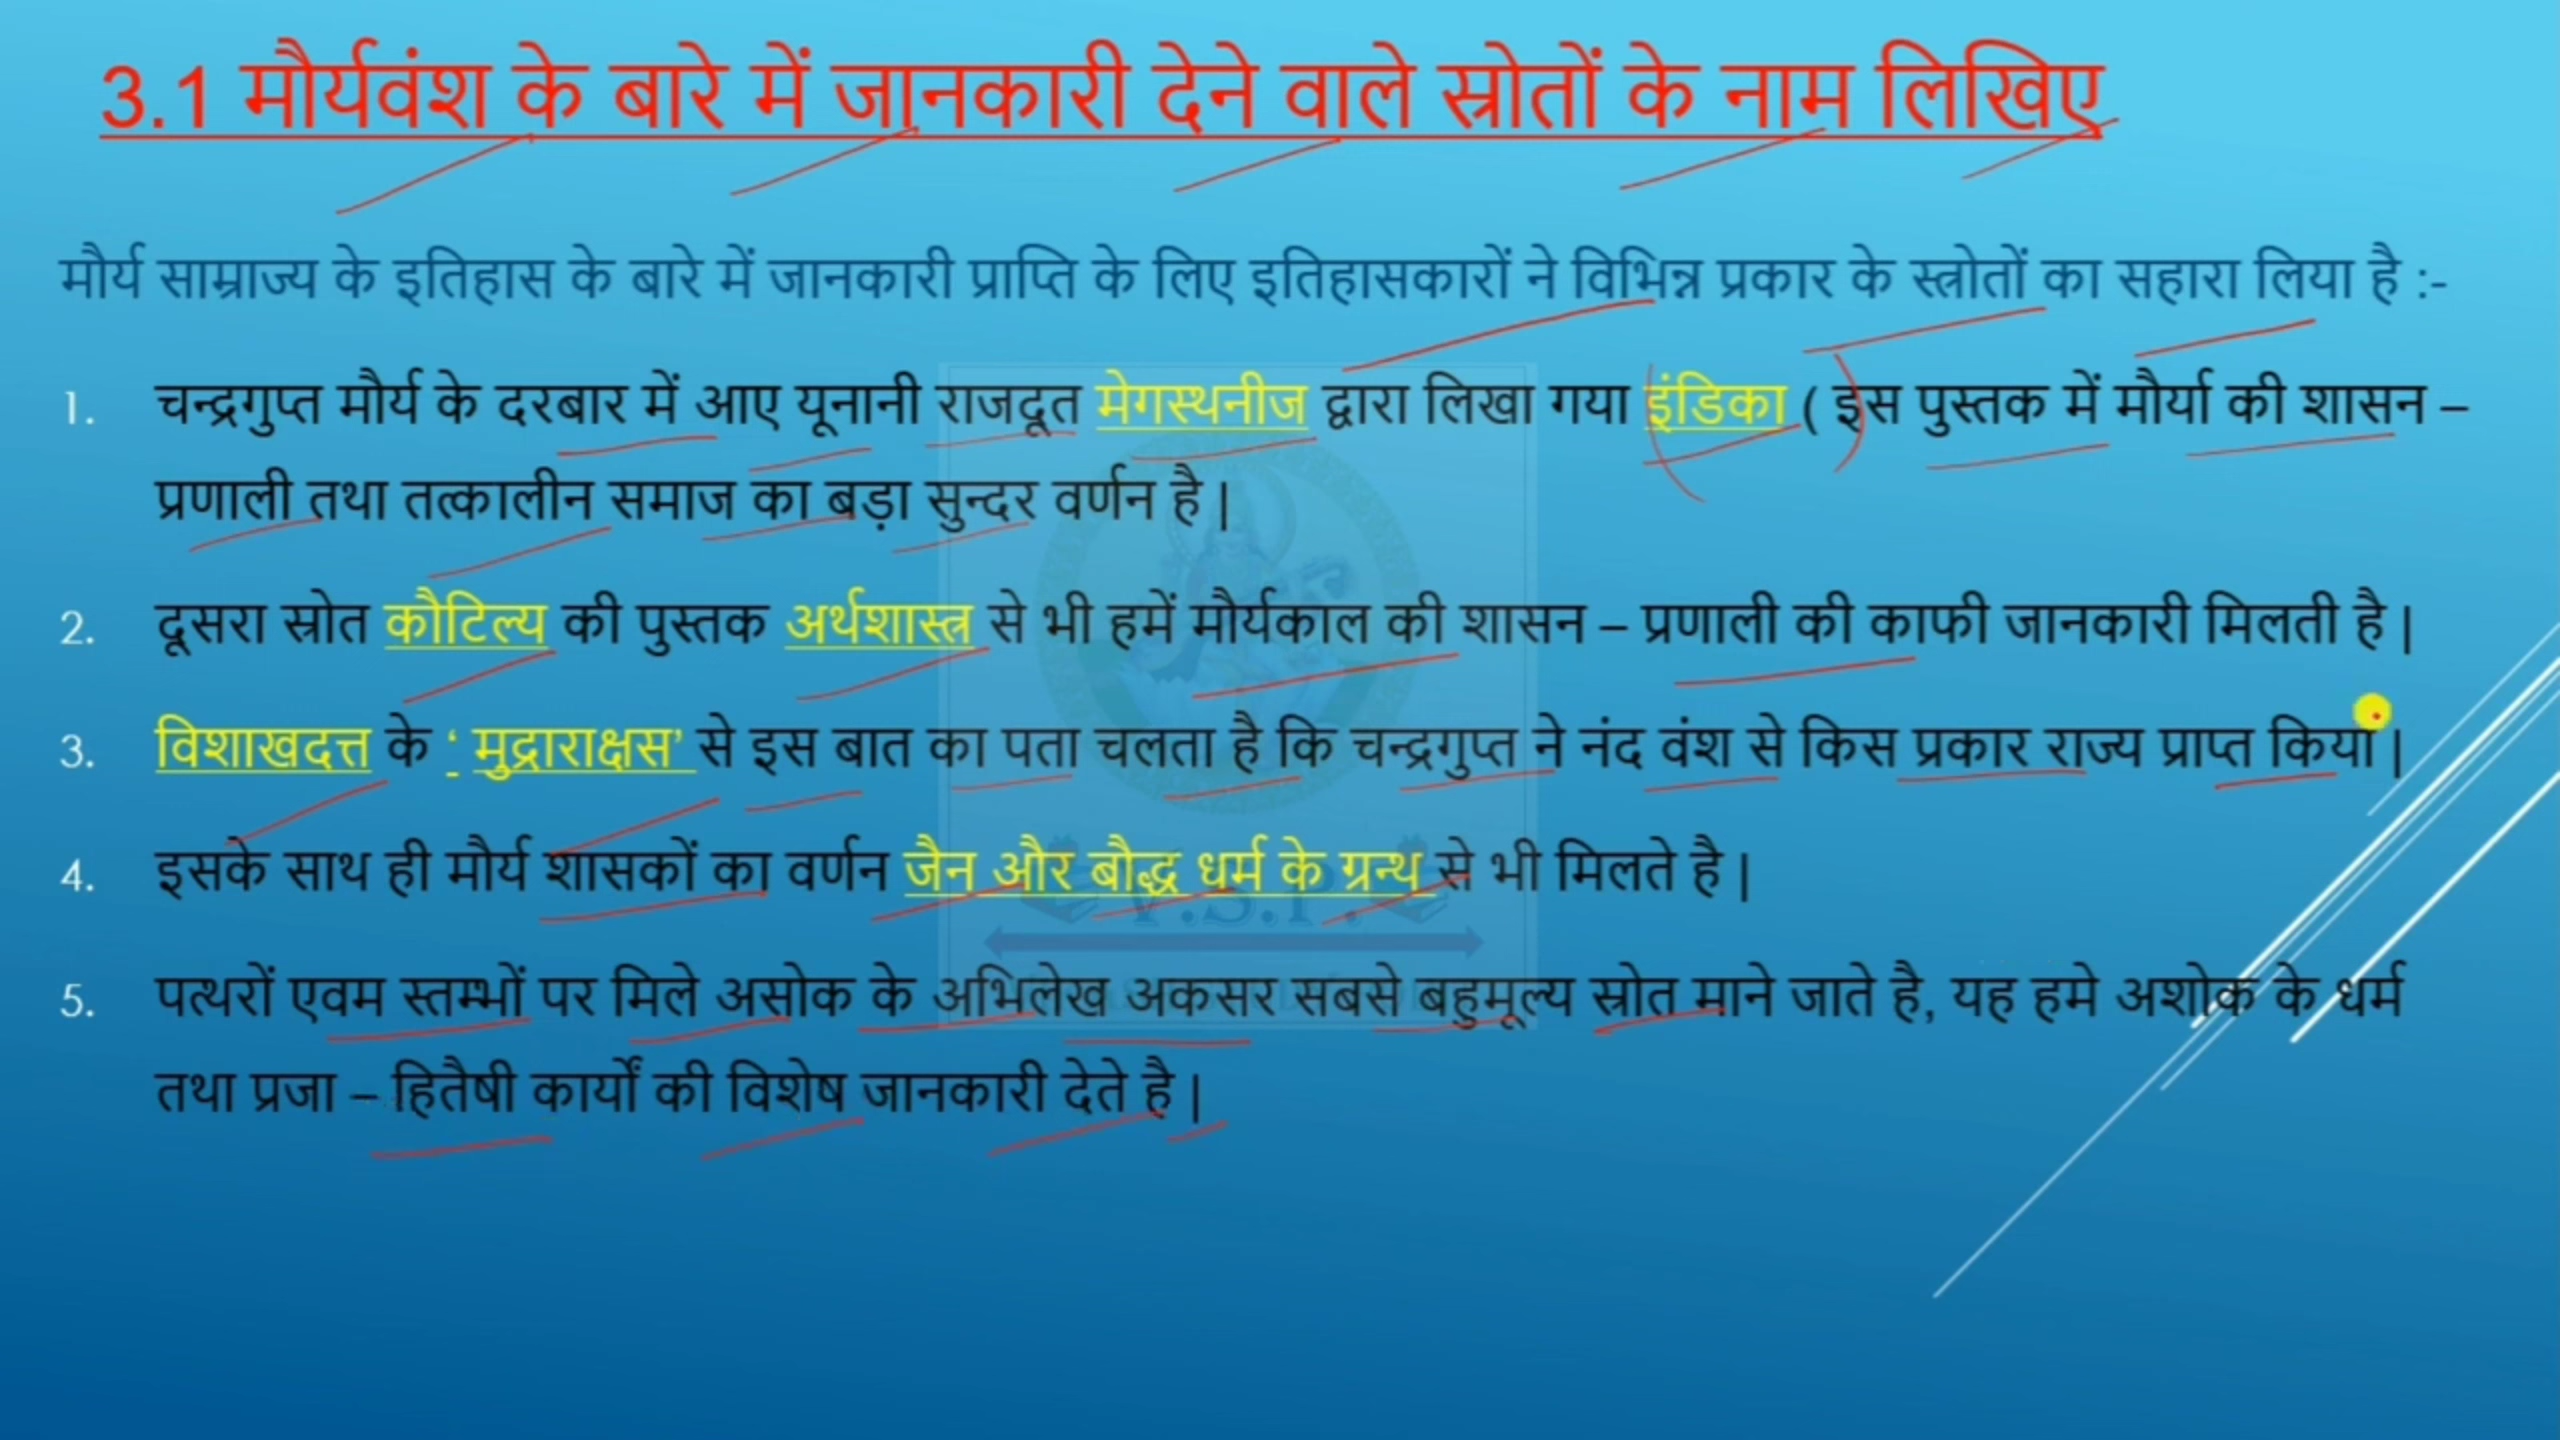 3.1 मौर्यवंश के बारे में जानकारी देने वाले स्रोतों के नाम लिखिए
मौर्य साम्राज्य के इतिहास के बारे में जानकारी प्राप्ति के लिए इतिहासकारों ने विभिन्न प्रकार के स्त्रोतों का सहारा लिया है :-
1. चन्द्रगुप्त मौर्य के दरबार में आए यूनानी राजदूत मेगस्थनीज द्वारा लिखा गया इंडिका ( इस पुस्तक में मौर्या की शासन –
प्रणाली तथा तत्कालीन समाज का बड़ा सुन्दर वर्णन है |
2. दूसरा स्रोत कौटिल्य की पुस्तक अर्थशास्त्र से भी हमें मौर्यकाल की शासन – प्रणाली की काफी जानकारी मिलती है |
3. विशाखदत्त के ‘ मुद्राराक्षस’ से इस बात का पता चलता है कि चन्द्रगुप्त ने नंद वंश से किस प्रकार राज्य प्राप्त किया |
4. इसके साथ ही मौर्य शासकों का वर्णन जैन और बौद्ध धर्म के ग्रन्थ से भी मिलते है |
V.S.P.
5. पत्थरों एवम स्तम्भों पर मिले असोक के अभिलेख अकसर सबसे बहुमूल्य स्रोत माने जाते है, यह हमे अशोक के धर्म
तथा प्रजा – हितैषी कार्यों की विशेष जानकारी देते है |